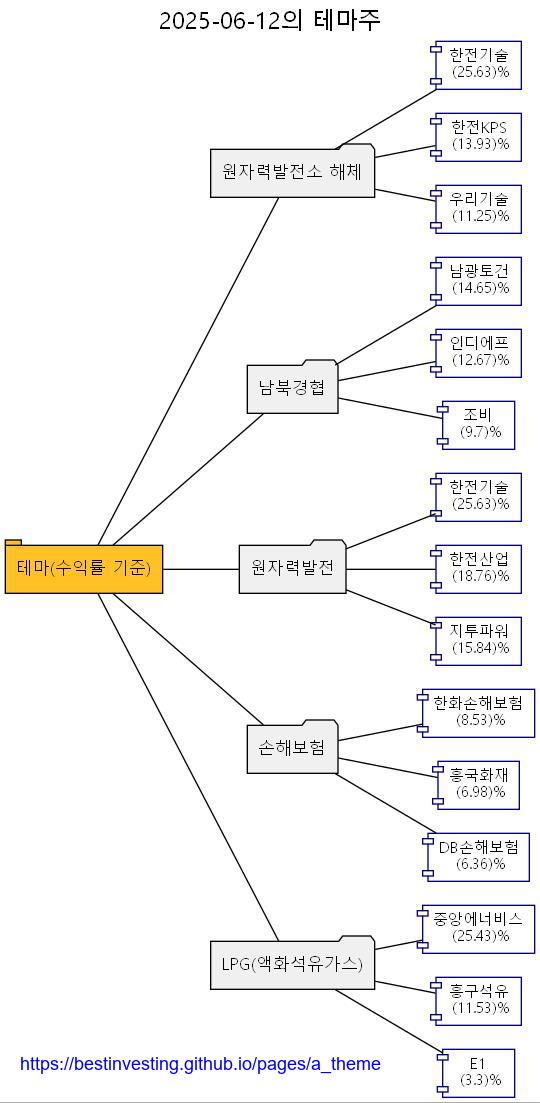 2025-06-12의 테마주
한전기술
(25.63)%
한전KPS
(13.93)%
원자력발전소 해체
우리기술
(11.25)%
남광토건
(14.65)%
인디에프
(12.67)%
남북경협
조비
(9.7)%
한전기술
(25.63)%
테마(수익률 기준)
원자력발전
한전산업
(18.76)%
지투파워
(15.84)%
한화손해보험
(8.53)%
손해보험
흥국화재
(6.98)%
DB손해보험
(6.36)%
중앙에너비스
(25.43)%
LPG(액화석유가스)
흥구석유
(11.53)%
E1
(3.3)%
https://bestinvesting.github.io/pages/a_theme